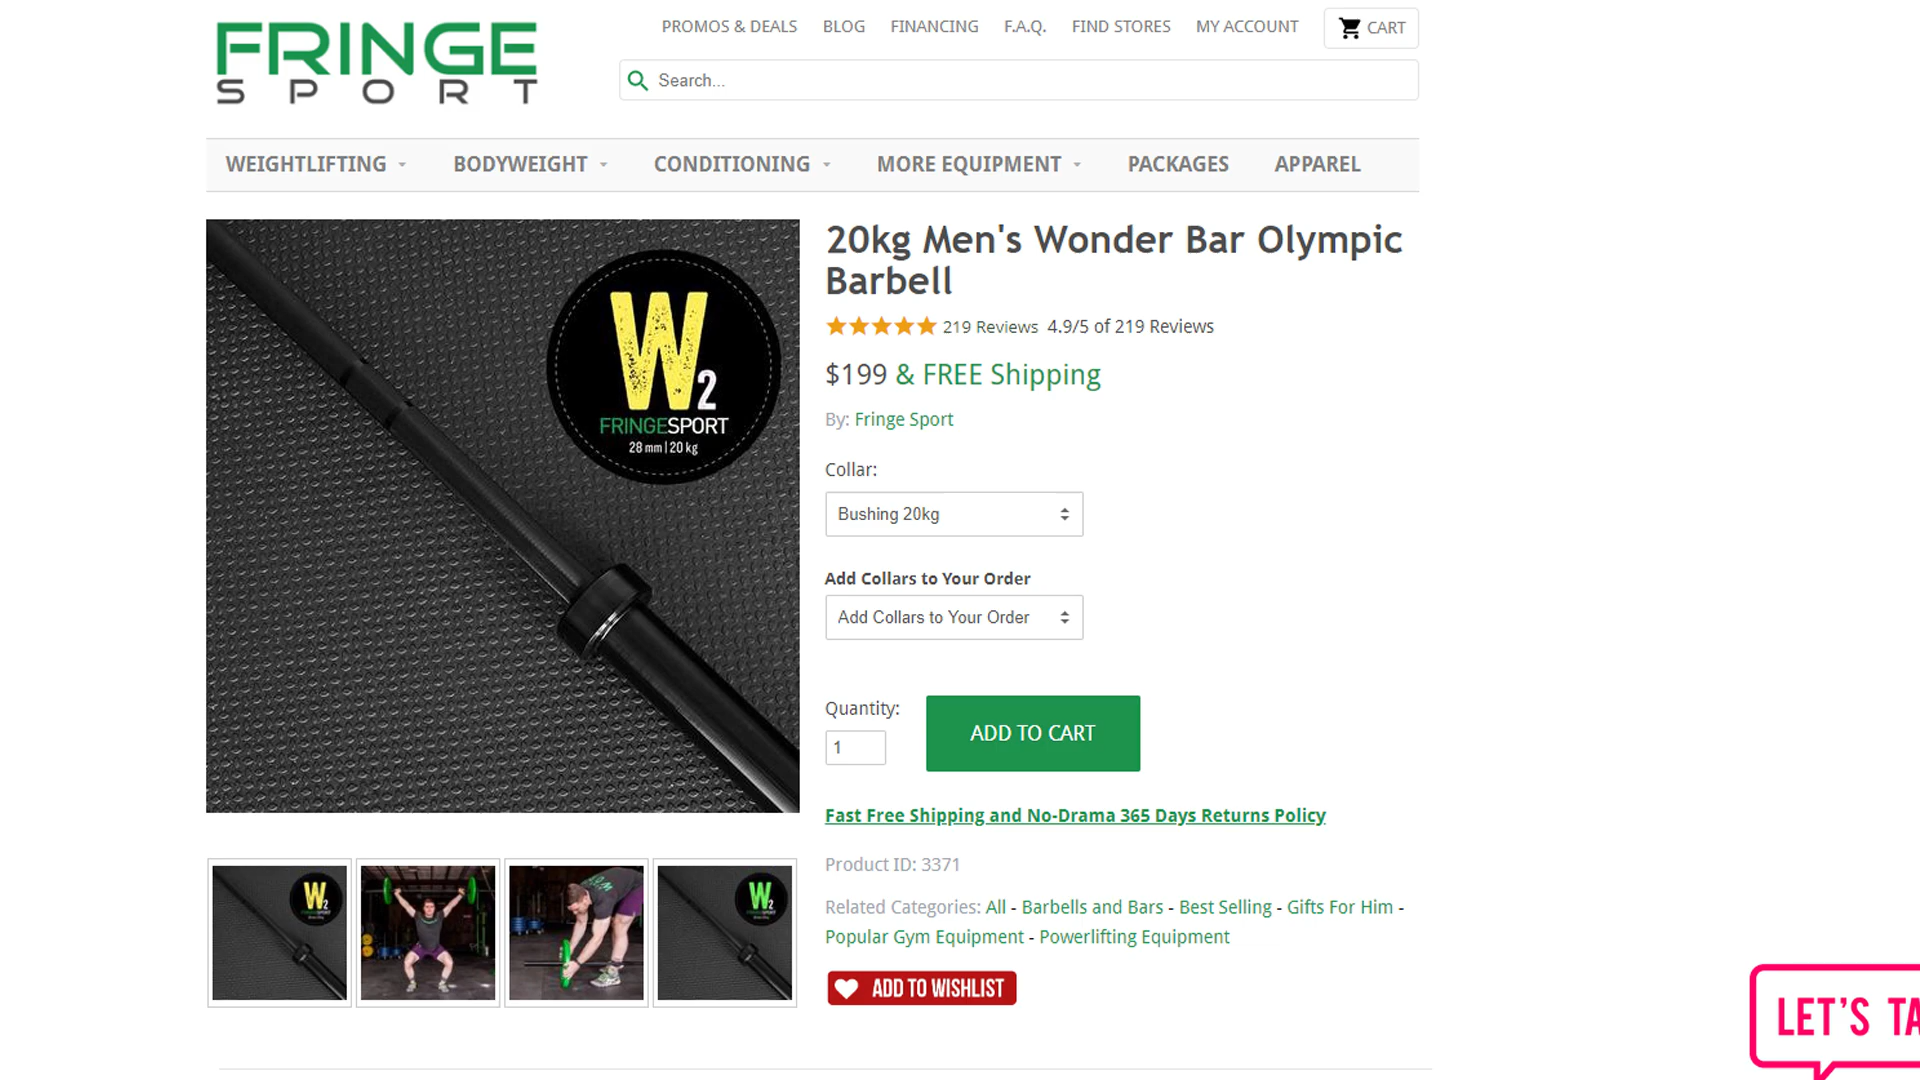 FRINGE
SPORT
PROMOS & DEALS BLOG FINANCING F.A.Q. FIND STORES MY ACCOUNT CART
Search...
WEIGHTLIFTING BODYWEIGHT CONDITIONING MORE EQUIPMENT PACKAGES APPAREL
W2
FRINGESPORT
28 mm | 20 kg
20kg Men's Wonder Bar Olympic
Barbell
219 Reviews 4.9/5 of 219 Reviews
$199 & FREE Shipping
By: Fringe Sport
Collar:
Bushing 20kg
Add Collars to Your Order
Add Collars to Your Order
Quantity:
1
ADD TO CART
Fast Free Shipping and No-Drama 365 Days Returns Policy
Product ID: 3371
Related Categories: All - Barbells and Bars - Best Selling - Gifts For Him -
Popular Gym Equipment - Powerlifting Equipment
ADD TO WISHLIST
W2
W2
LET'S TA